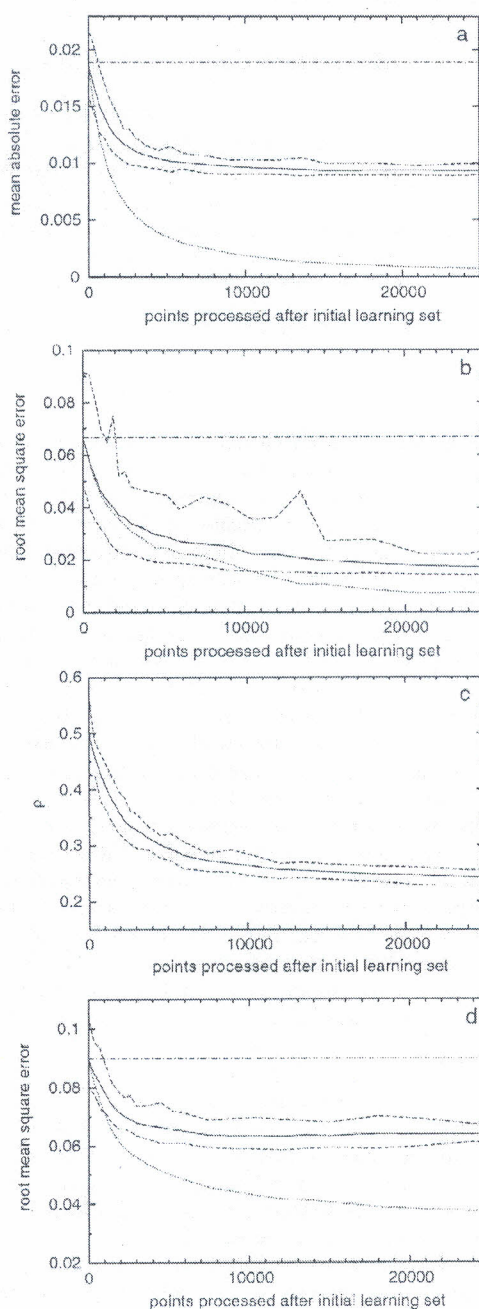 a
mean absolute error
0.02
0.015
0.01
0.005
0
0 10000 20000
points processed after initial learning set
b
root mean square error
0.1
0.08
0.06
0.04
0.02
0
0 10000 20000
points processed after initial learning set
c
ρ
0.6
0.5
0.4
0.3
0.2
0 10000 20000
points processed after initial learning set
d
root mean square error
0.1
0.08
0.06
0.04
0.02
0 10000 20000
points processed after initial learning set